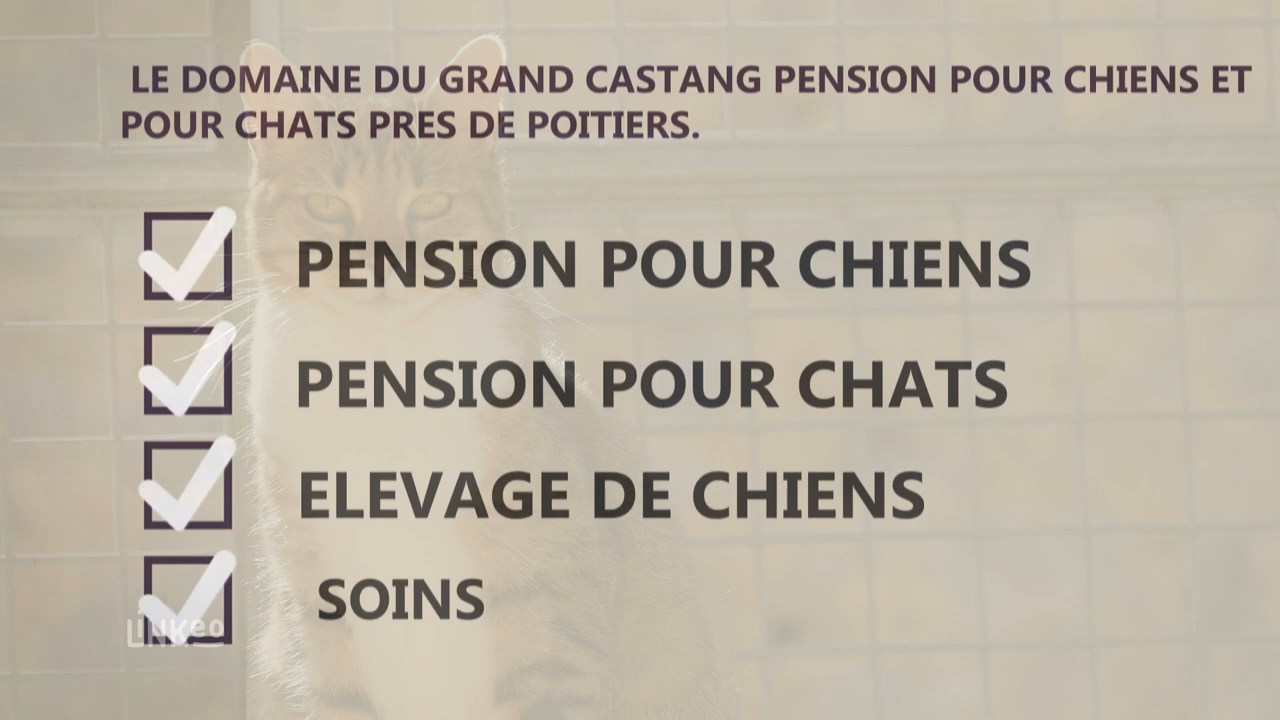 LE DOMAINE DU GRAND CASTANG PENSION POUR CHIENS ET
POUR CHATS PRES DE POITIERS.
PENSION POUR CHIENS
PENSION POUR CHATS
ELEVAGE DE CHIENS
SOINS
LINKeo